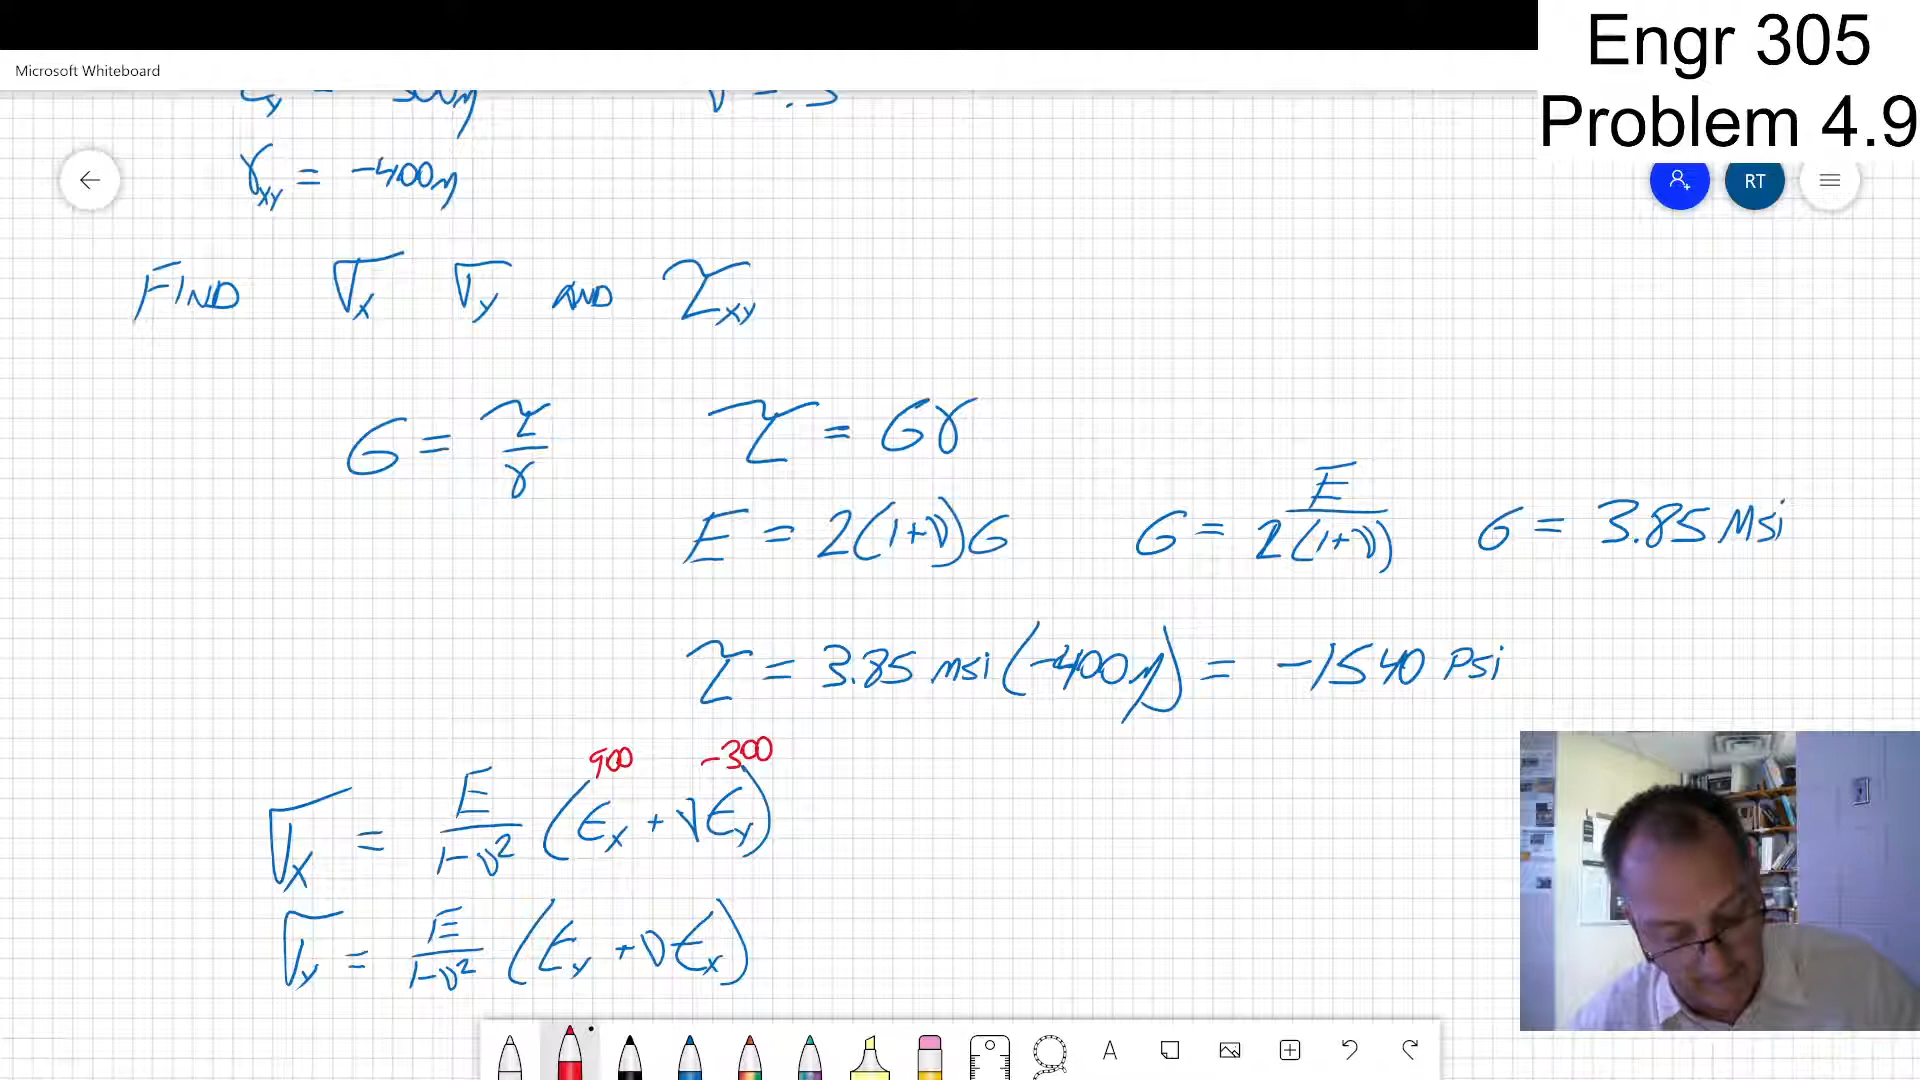 Engr 305
Problem 4.9
Microsoft Whiteboard
ν = .3
γxy = -400μ
RT
FIND σx σy AND τxy
G = τ/γ τ = Gγ
E = 2(1+ν)G G = E/2(1+ν) G = 3.85 Msi
τ = 3.85 msi (-400μ) = -1540 PSi
900 -300
σx = E/1-ν² (εx + νεy)
σy = E/1-ν² (εy + νεx)
A